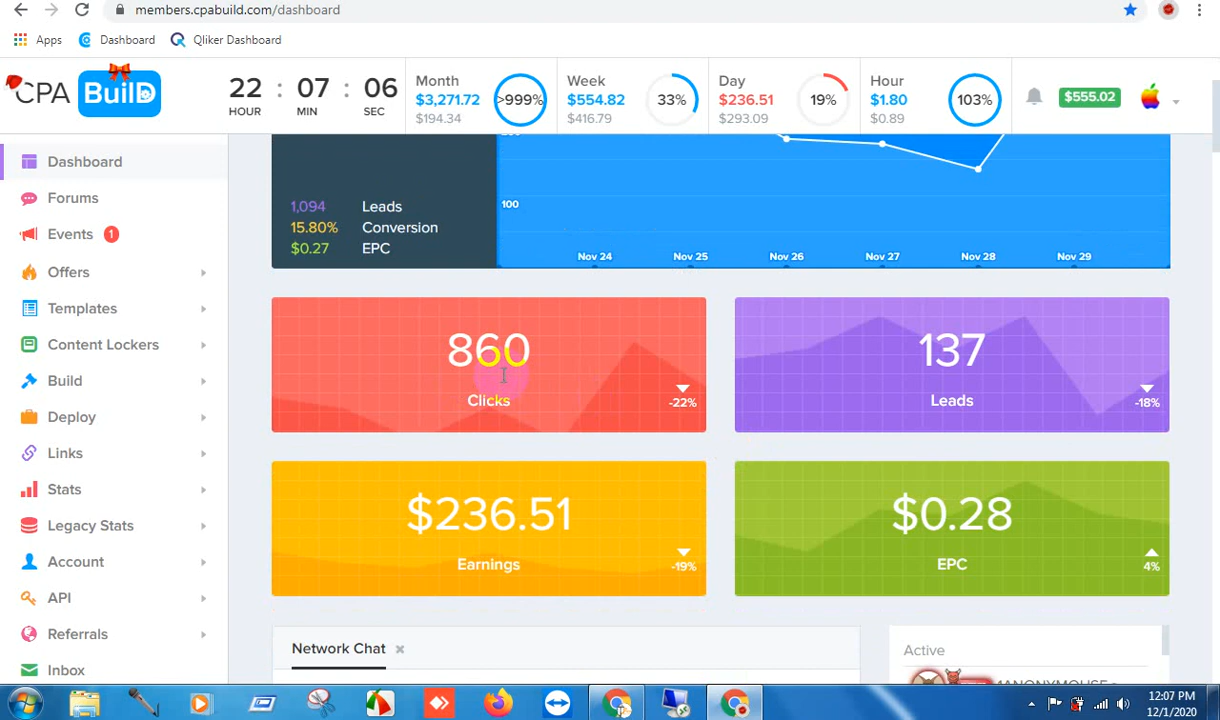 members.cpabuild.com/dashboard
Apps Dashboard Qliker Dashboard
CPA BuilD
22 : 07 : 06
HOUR MIN SEC
Month
$3,271.72
$194.34
>999%
Week
$554.82
$416.79
33%
Day
$236.51
$293.09
19%
Hour
$1.80
$0.89
103%
$555.02
Dashboard
Forums
Events 1
Offers
Templates
Content Lockers
Build
Deploy
Links
Stats
Legacy Stats
Account
API
Referrals
Inbox
1,094 Leads
15.80% Conversion
$0.27 EPC
100
Nov 24 Nov 25 Nov 26 Nov 27 Nov 28 Nov 29
860
Clicks
-22%
137
Leads
-18%
$236.51
Earnings
-19%
$0.28
EPC
4%
Network Chat
Active
12:07 PM
12/1/2020